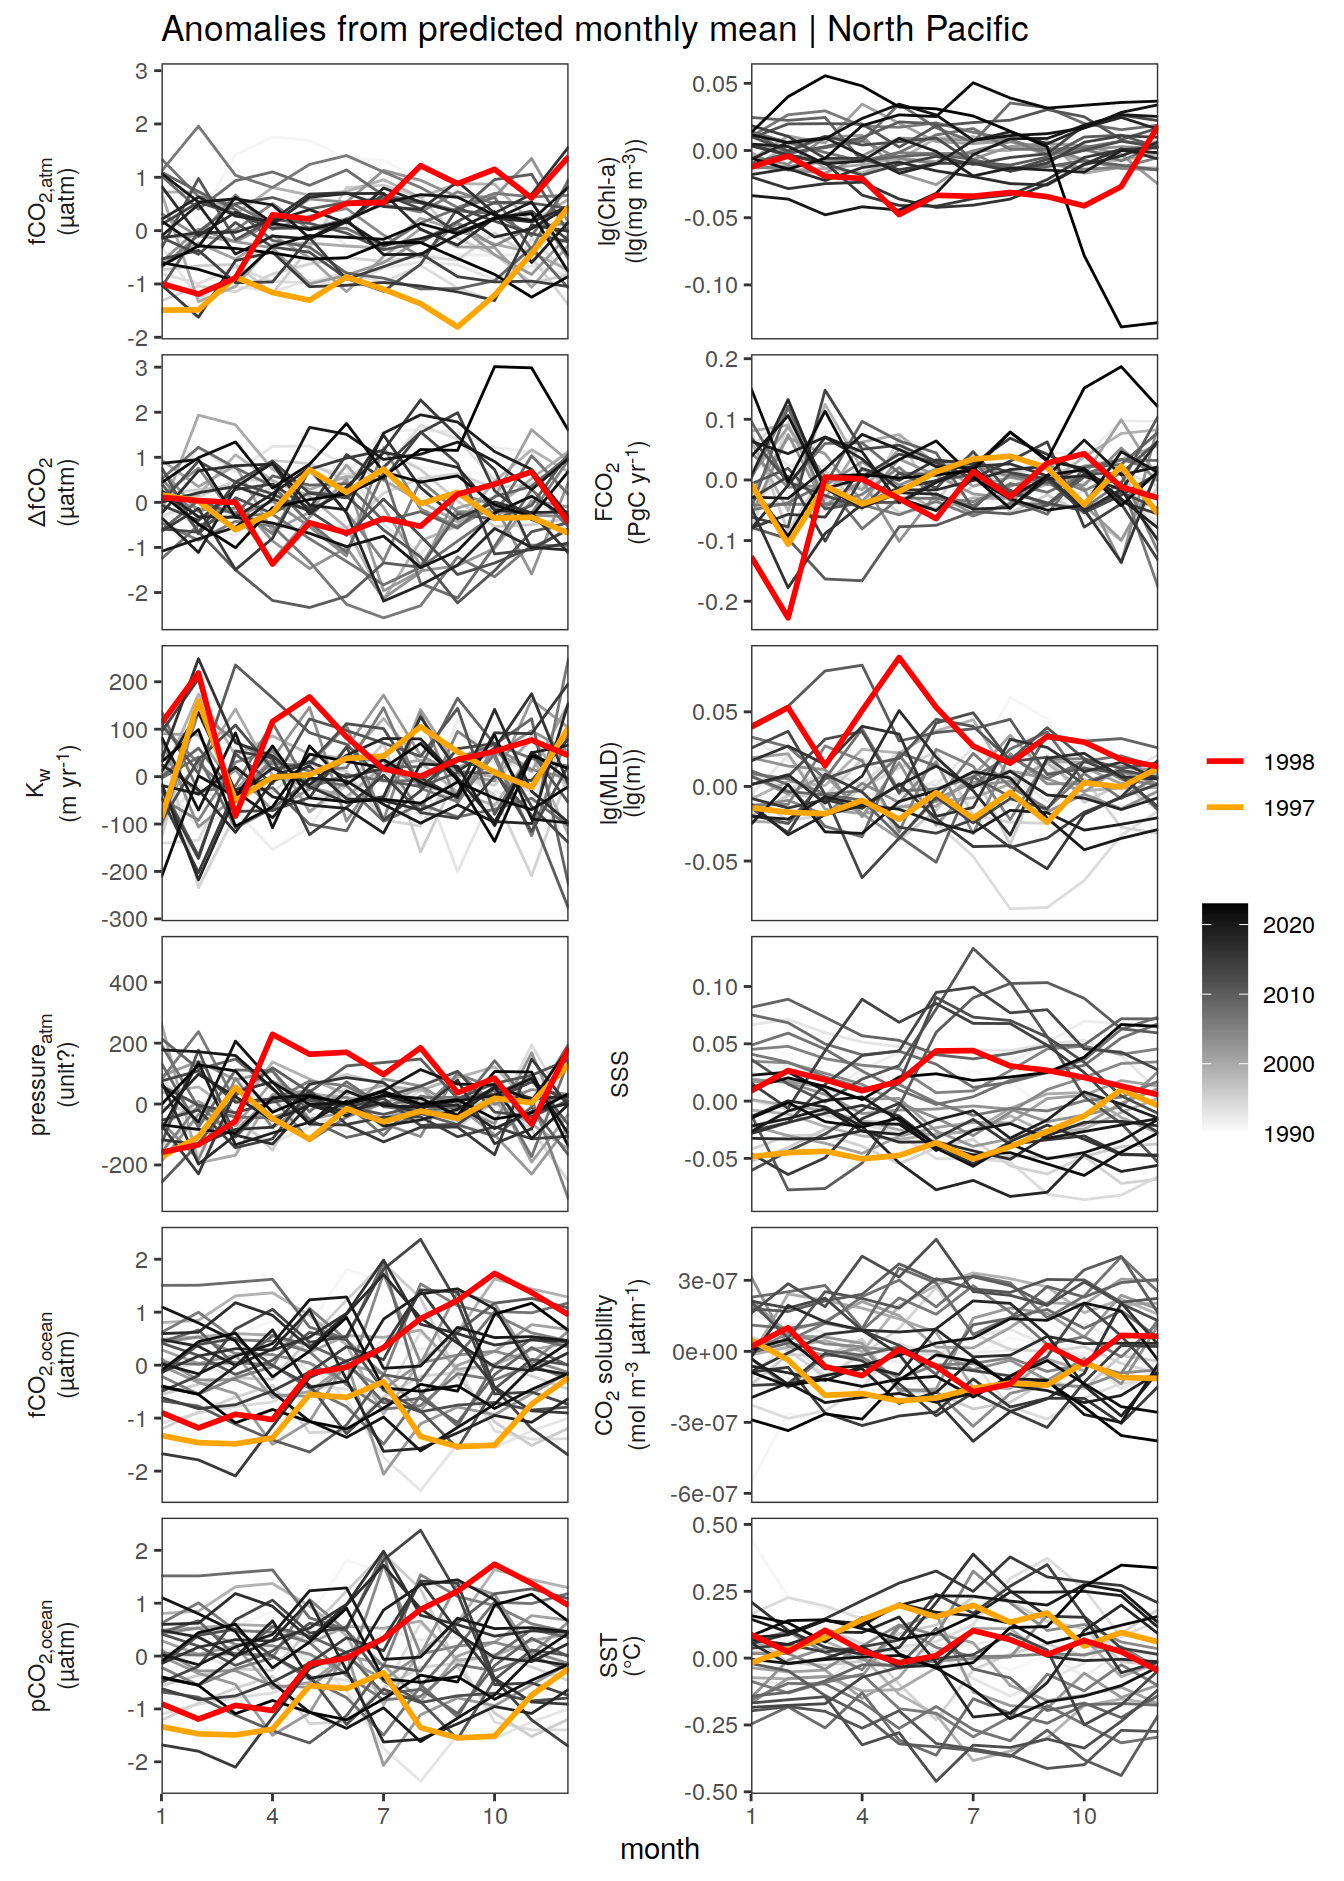 Anomalies from predicted monthly mean | North Pacific
fCO2,atm
(µatm)
3
2
1
0
-1
-2
lg(Chl-a)
(lg(mg m-3))
0.05
0.00
-0.05
-0.10
ΔfCO2
(µatm)
3
2
1
0
-1
-2
FCO2
(PgC yr-1)
0.2
0.1
0.0
-0.1
-0.2
Kw
(m yr-1)
200
100
0
-100
-200
-300
lg(MLD)
(lg(m))
0.05
0.00
-0.05
pressureatm
(unit?)
400
200
0
-200
SSS
0.10
0.05
0.00
-0.05
fCO2,ocean
(µatm)
2
1
0
-1
-2
CO2 solubility
(mol m-3 µatm-1)
3e-07
0e+00
-3e-07
-6e-07
pCO2,ocean
(µatm)
2
1
0
-1
-2
SST
(°C)
0.50
0.25
0.00
-0.25
-0.50
1 4 7 10
1 4 7 10
month
1998
1997
2020
2010
2000
1990